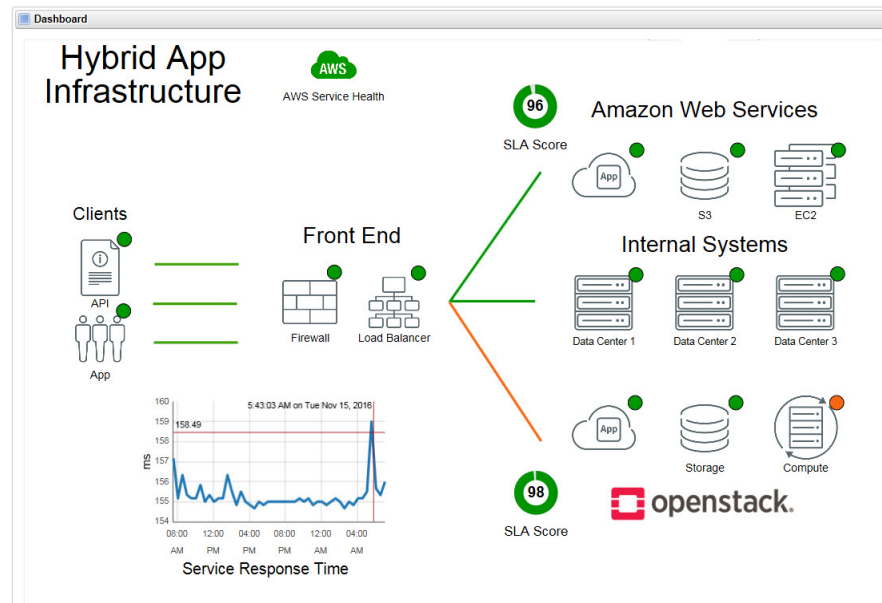 Dashboard
Hybrid App
Infrastructure
AWS
AWS Service Health
96
SLA Score
Amazon Web Services
App
S3
EC2
Clients
API
App
Front End
Firewall
Load Balancer
Internal Systems
Data Center 1
Data Center 2
Data Center 3
App
Storage
Compute
98
SLA Score
openstack.
160
159
158
157
156
155
154
ms
5:43:03 AM on Tue Nov 15, 2016
158.49
08:00 AM
12:00 PM
04:00 PM
08:00 PM
12:00 AM
04:00 AM
Service Response Time